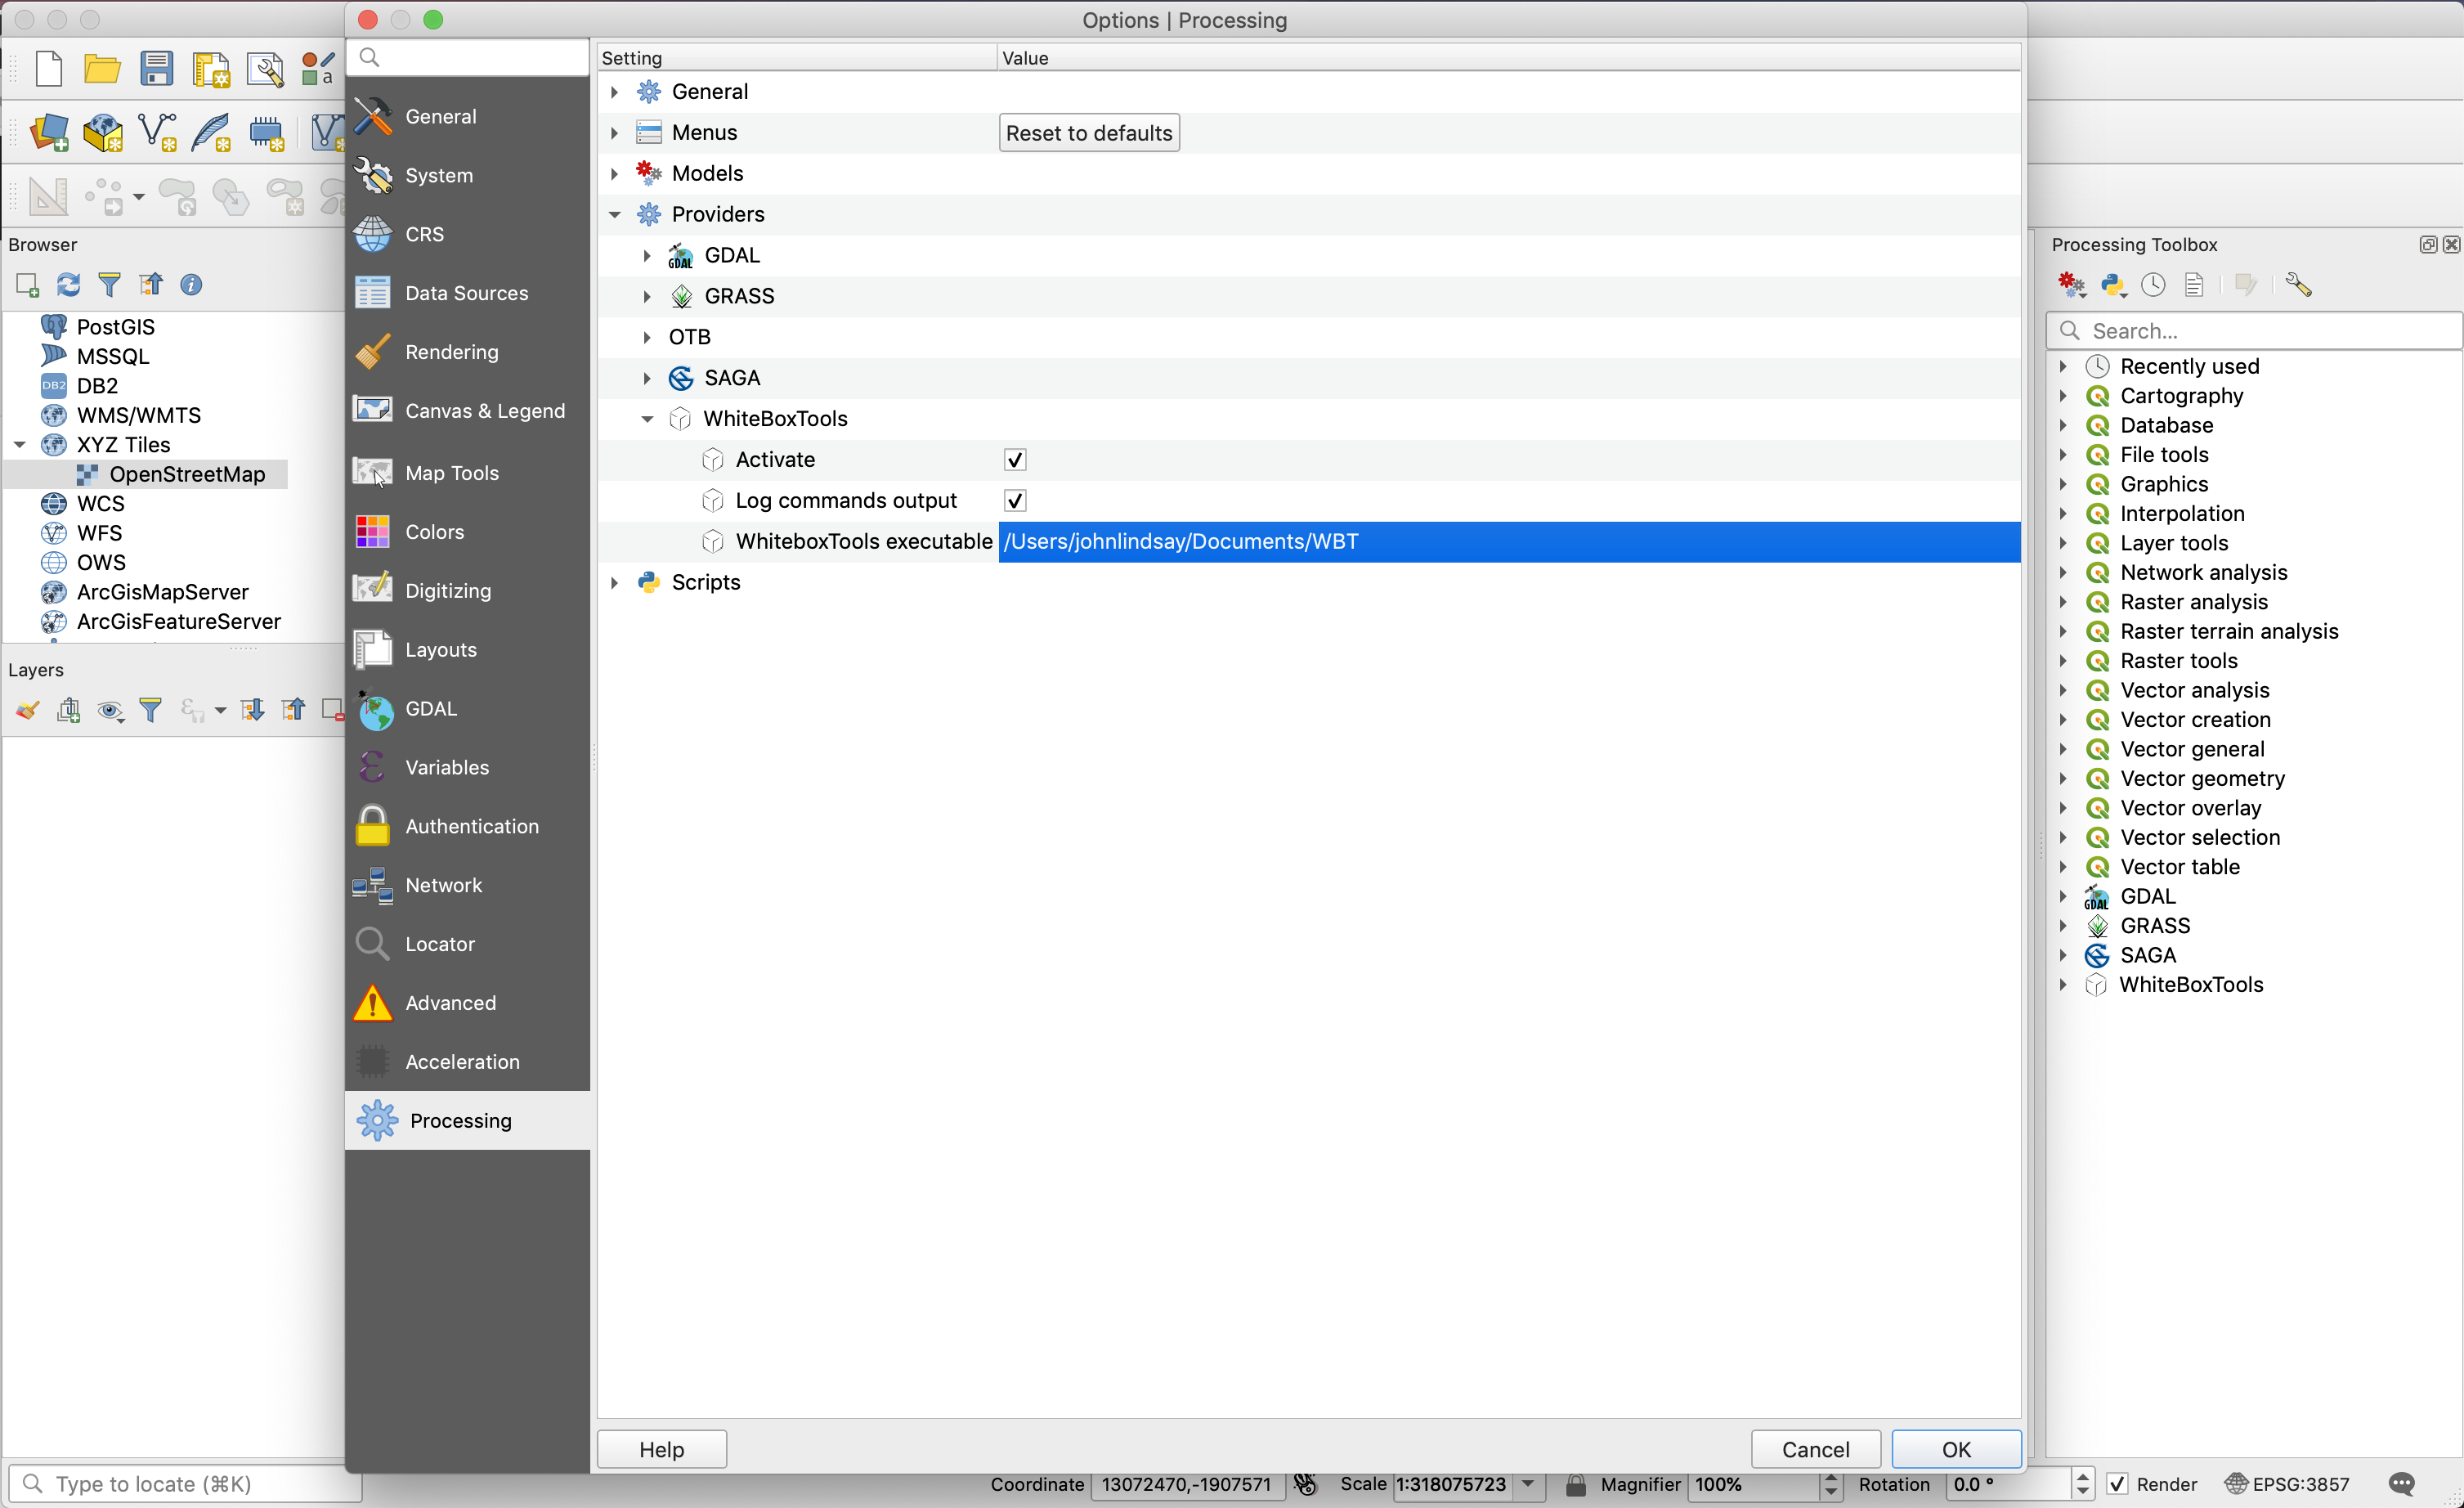 Options | Processing
Browser
PostGIS
MSSQL
DB2
DB2
WMS/WMTS
XYZ Tiles
OpenStreetMap
WCS
WFS
OWS
ArcGisMapServer
ArcGisFeatureServer
Layers
Type to locate (⌘K)
General
System
CRS
Data Sources
Rendering
Canvas & Legend
Map Tools
Colors
Digitizing
Layouts
GDAL
Variables
Authentication
Network
Locator
Advanced
Acceleration
Processing
Setting Value
General
Menus Reset to defaults
Models
Providers
GDAL GDAL
GRASS
OTB
SAGA
WhiteBoxTools
Activate
Log commands output
WhiteboxTools executable /Users/johnlindsay/Documents/WBT
Scripts
Help Cancel OK
Processing Toolbox
Search...
Recently used
Cartography
Database
File tools
Graphics
Interpolation
Layer tools
Network analysis
Raster analysis
Raster terrain analysis
Raster tools
Vector analysis
Vector creation
Vector general
Vector geometry
Vector overlay
Vector selection
Vector table
GDAL GDAL
GRASS
SAGA
WhiteBoxTools
Coordinate 13072470,-1907571 Scale 1:318075723 Magnifier 100% Rotation 0.0 ° Render EPSG:3857